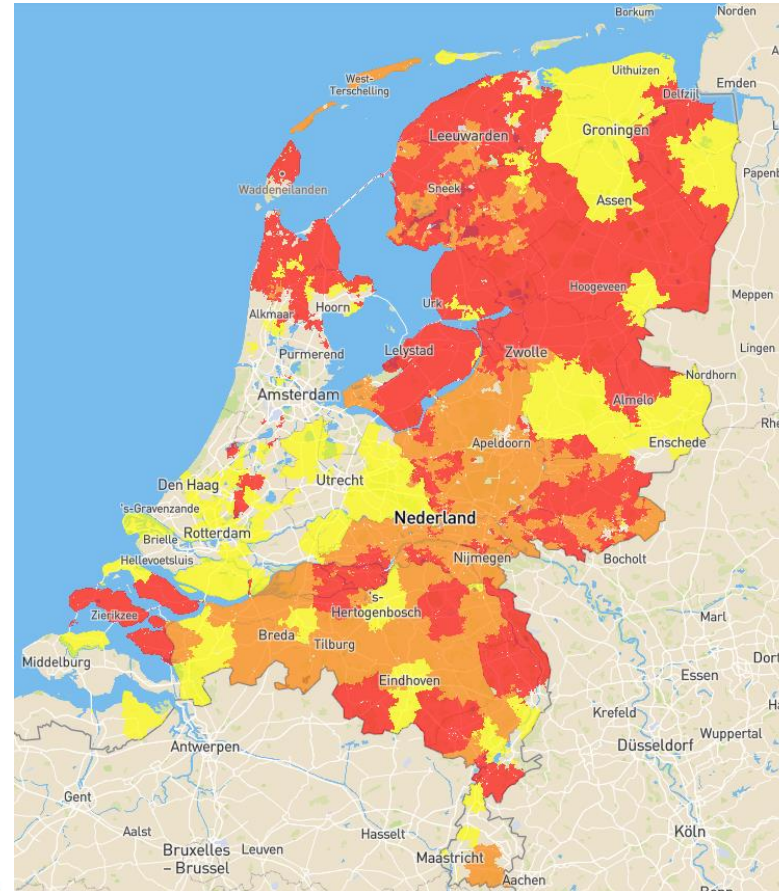 Borkum
Norden
Uithuizen
Emden
West-
Terschelling
Delfzijl
Leeuwarden
Groningen
Papenb
Waddeneilanden
Sneek
Assen
Hoogeveen
Meppen
Urk
Hoorn
Alkmaar
Lelystad
Zwolle
Lingen
Purmerend
Nordhorn
Amsterdam
Almelo
Rhe
Apeldoorn
Enschede
Den Haag
Utrecht
's-Gravenzande
Nederland
Rotterdam
Brielle
Hellevoetsluis
Nijmegen
Bocholt
Zierikzee
's-
Hertogenbosch
Marl
Breda
Tilburg
Middelburg
Dort
Eindhoven
Essen
Krefeld
Wuppertal
Antwerpen
Düsseldorf
Gent
Aalst
Hasselt
Köln
Bruxelles
– Brussel
Leuven
Maastricht
Aachen